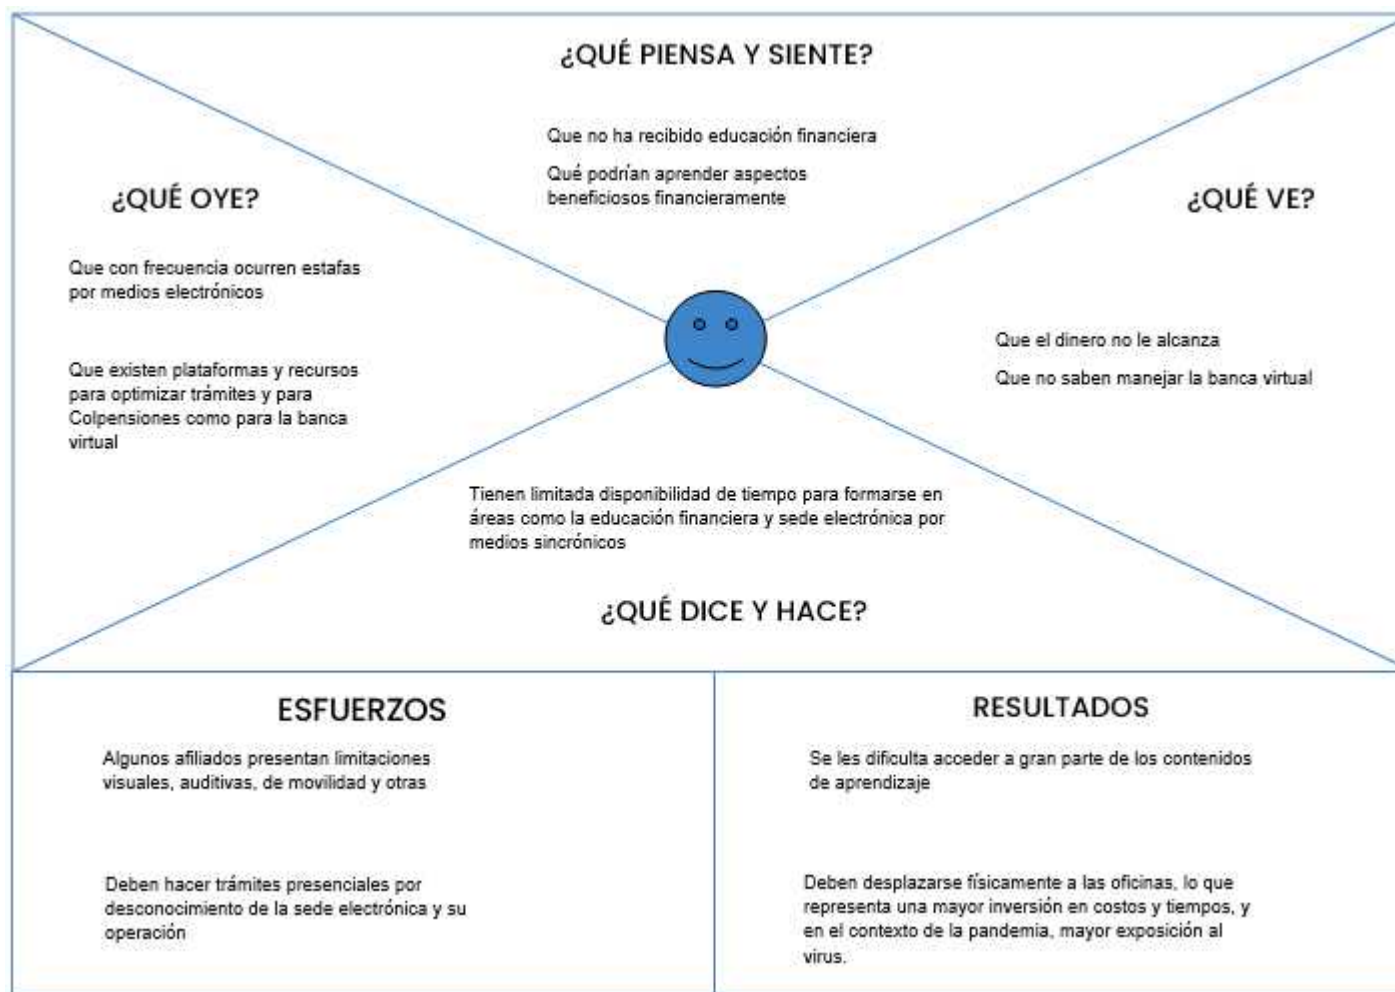 ¿QUÉ PIENSA Y SIENTE?
Que no ha recibido educación financiera
Qué podrían aprender aspectos
beneficiosos financieramente
¿QUÉ OYE?
Que con frecuencia ocurren estafas
por medios electrónicos
Que existen plataformas y recursos
para optimizar trámites y para
Colpensiones como para la banca
virtual
¿QUÉ VE?
Que el dinero no le alcanza
Que no saben manejar la banca virtual
Tienen limitada disponibilidad de tiempo para formarse en
áreas como la educación financiera y sede electrónica por
medios sincrónicos
¿QUÉ DICE Y HACE?
ESFUERZOS
Algunos afiliados presentan limitaciones
visuales, auditivas, de movilidad y otras
Deben hacer trámites presenciales por
desconocimiento de la sede electrónica y su
operación
RESULTADOS
Se les dificulta acceder a gran parte de los contenidos
de aprendizaje
Deben desplazarse físicamente a las oficinas, lo que
representa una mayor inversión en costos y tiempos, y
en el contexto de la pandemia, mayor exposición al
virus.